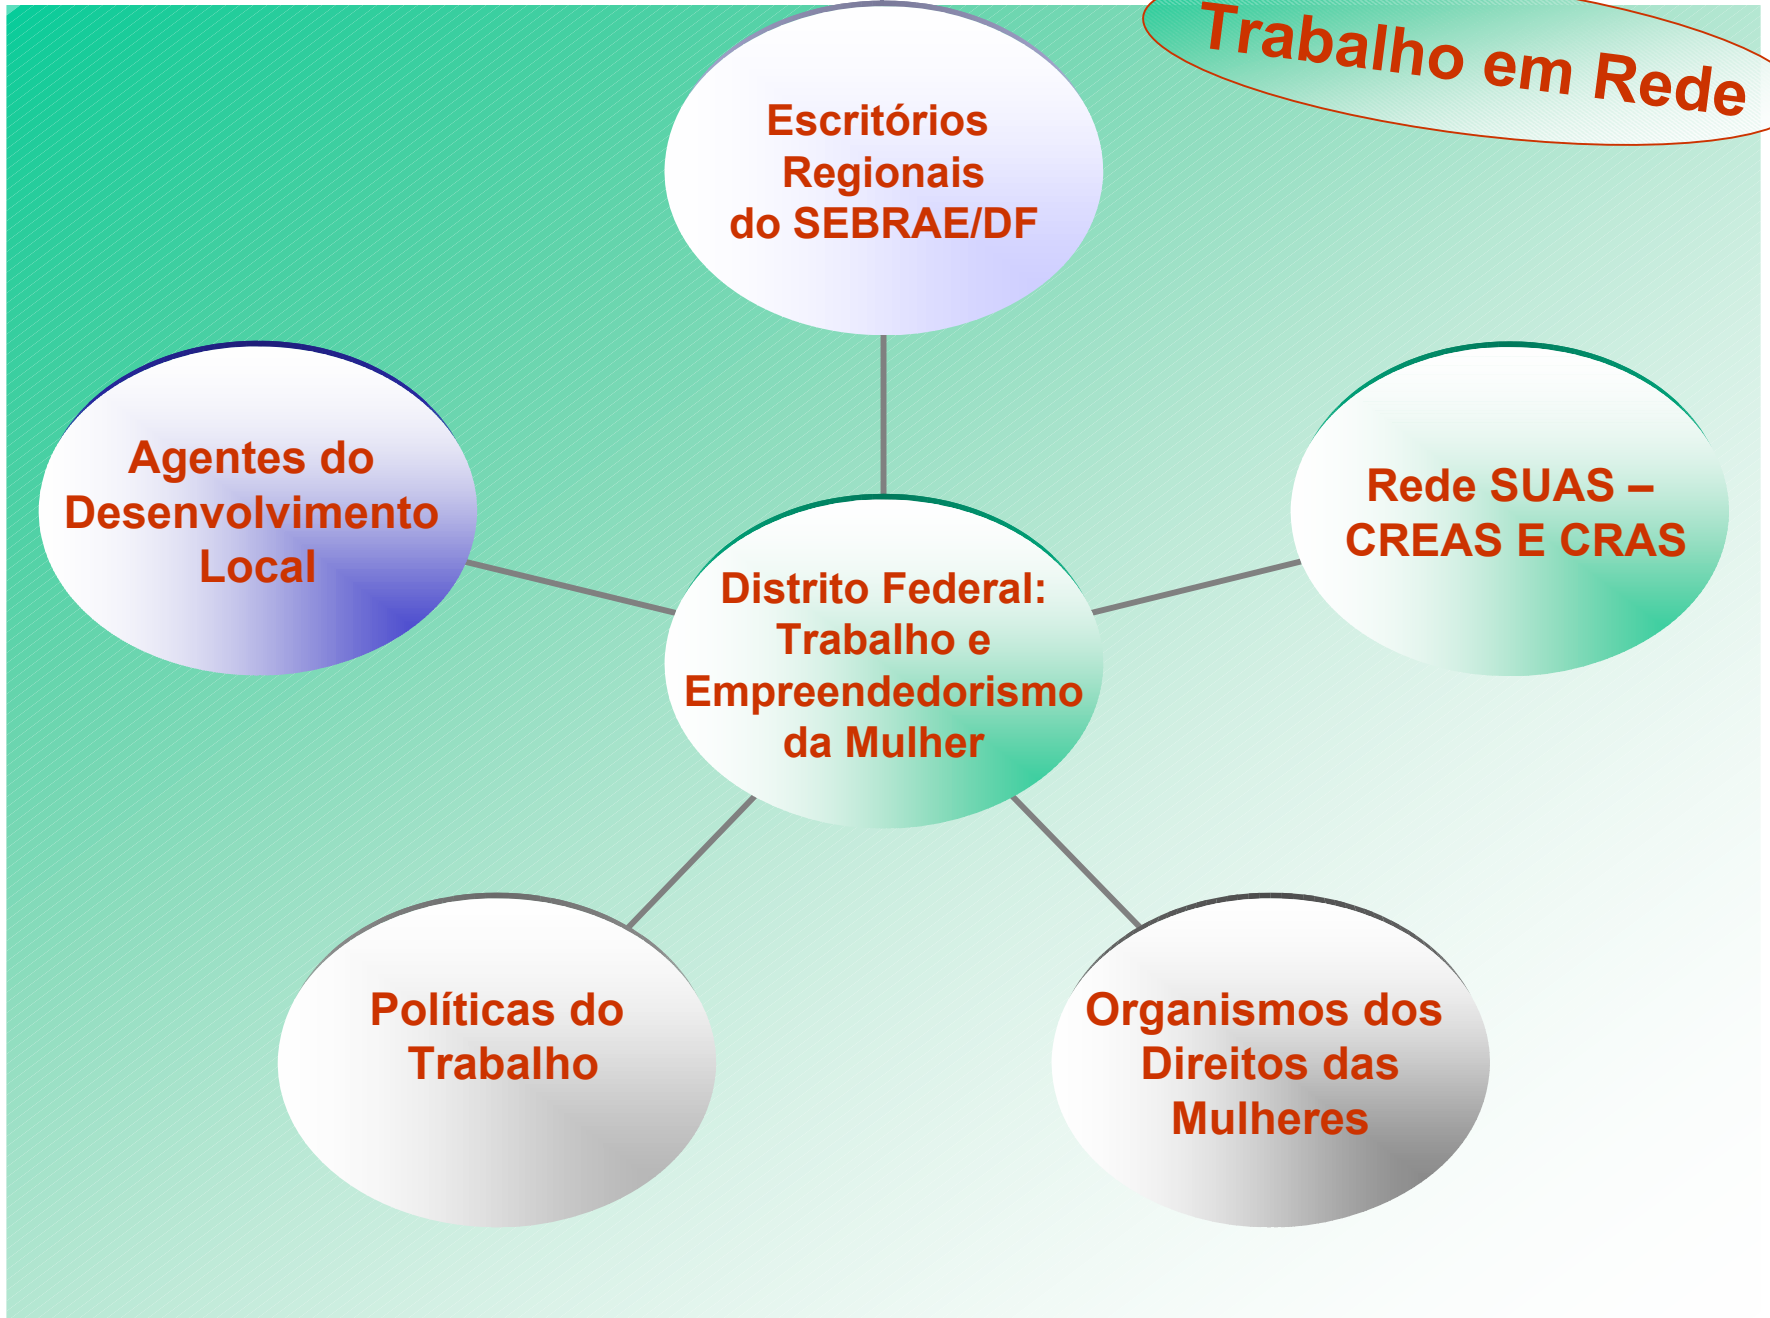 Trabalho em Rede
Escritórios
Regionais
do SEBRAE/DF
Agentes do
Desenvolvimento
Local
Rede SUAS –
CREAS E CRAS
Distrito Federal:
Trabalho e
Empreendedorismo
da Mulher
Políticas do
Trabalho
Organismos dos
Direitos das
Mulheres